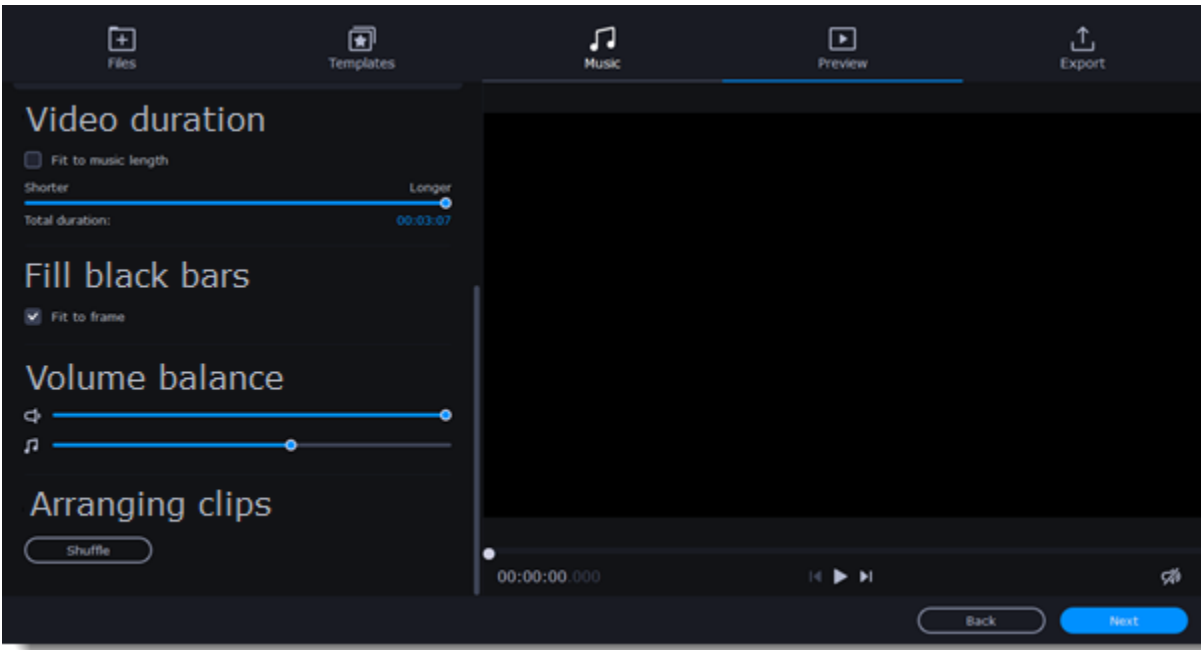 Files
Templates
Music
Preview
Export
Video duration
Fit to music length
Shorter
Longer
Total duration:
00:03:07
Fill black bars
Fit to frame
Volume balance
Arranging clips
Shuffle
00:00:00.000
Back
Next